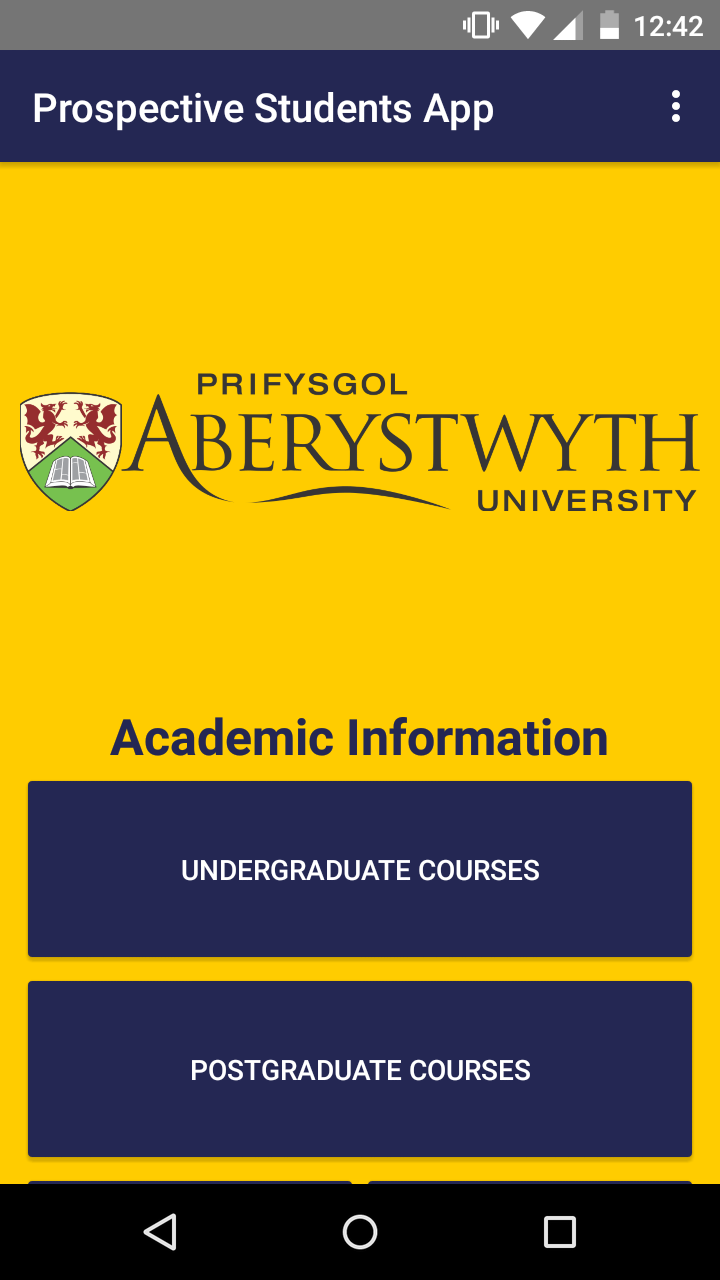 12:42
Prospective Students App
PRIFYSGOL
ABERYSTWYTH
UNIVERSITY
Academic Information
UNDERGRADUATE COURSES
POSTGRADUATE COURSES